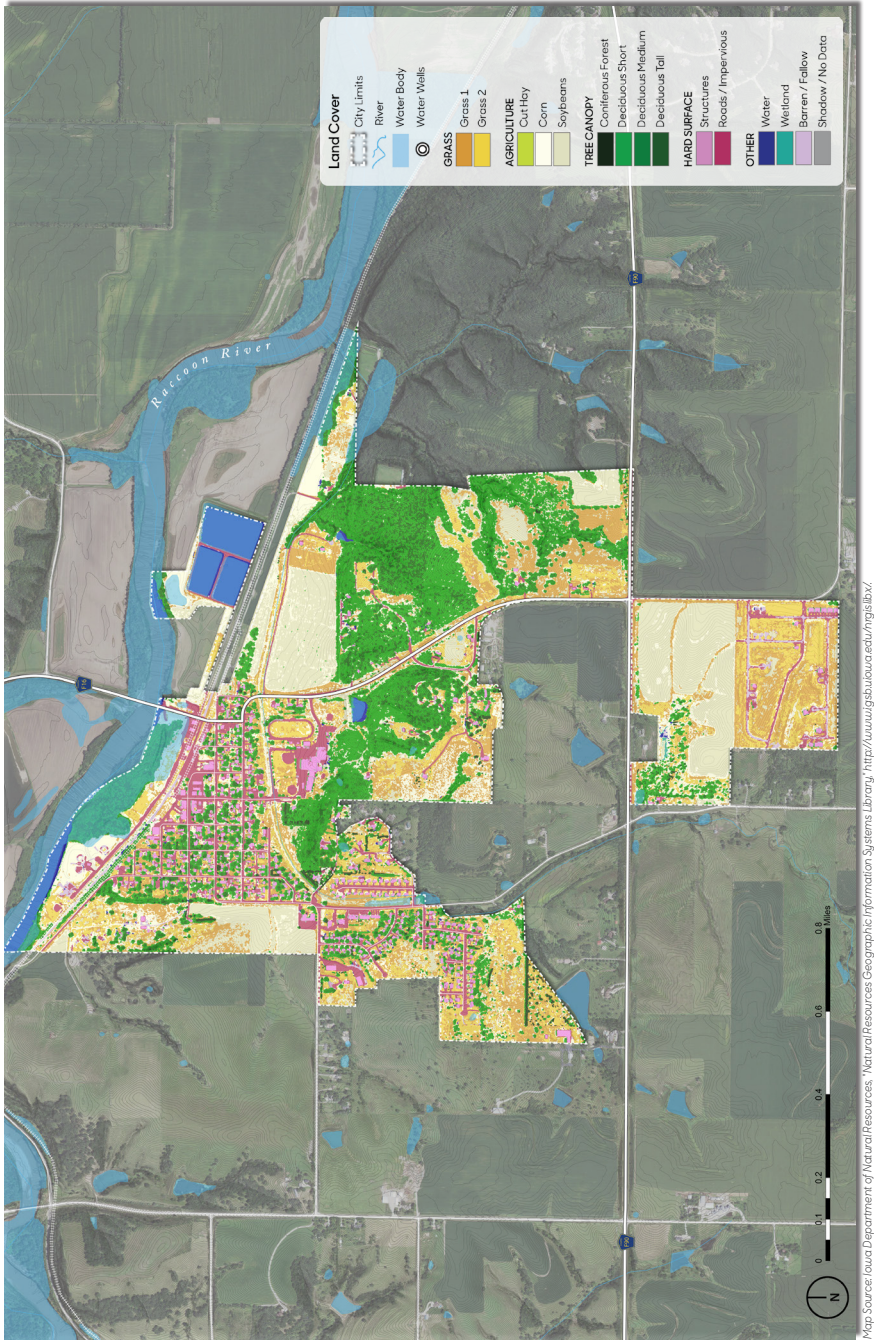 Land Cover
City Limits
River
Water Body
Water Wells
GRASS
Grass 1
Grass 2
AGRICULTURE
Cut Hay
Corn
Soybeans
TREE CANOPY
Coniferous Forest
Deciduous Short
Deciduous Medium
Deciduous Tall
HARD SURFACE
Structures
Roads / Impervious
OTHER
Water
Wetland
Barren / Fallow
Shadow / No Data
Raccoon River
F90
F90
N
0 0.1 0.2 0.4 0.6 0.8
Miles
Map Source: Iowa Department of Natural Resources, "Natural Resources Geographic Information Systems Library," http://www.igsb.uiowa.edu/nrgislibx/.